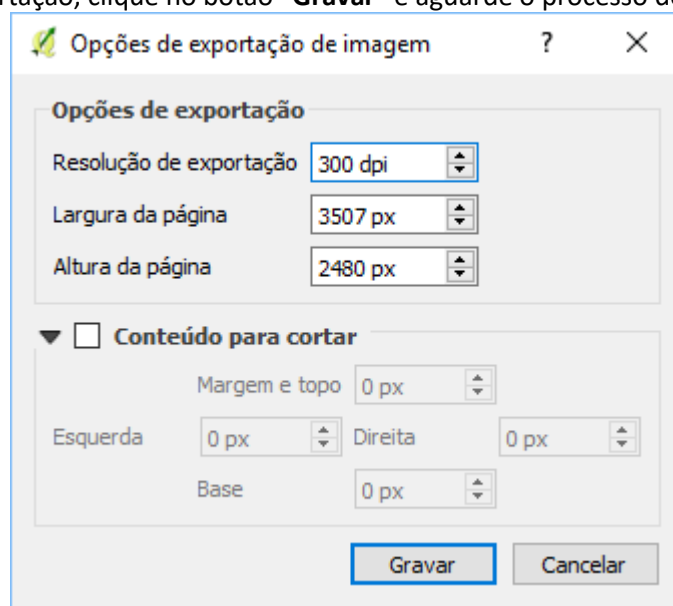 rtação, clique no botão "Gravar" e aguarde o processo d
Opções de exportação de imagem ? ×
Opções de exportação
Resolução de exportação 300 dpi
Largura da página 3507 px
Altura da página 2480 px
Conteúdo para cortar
Margem e topo 0 px
Esquerda 0 px Direita 0 px
Base 0 px
Gravar Cancelar